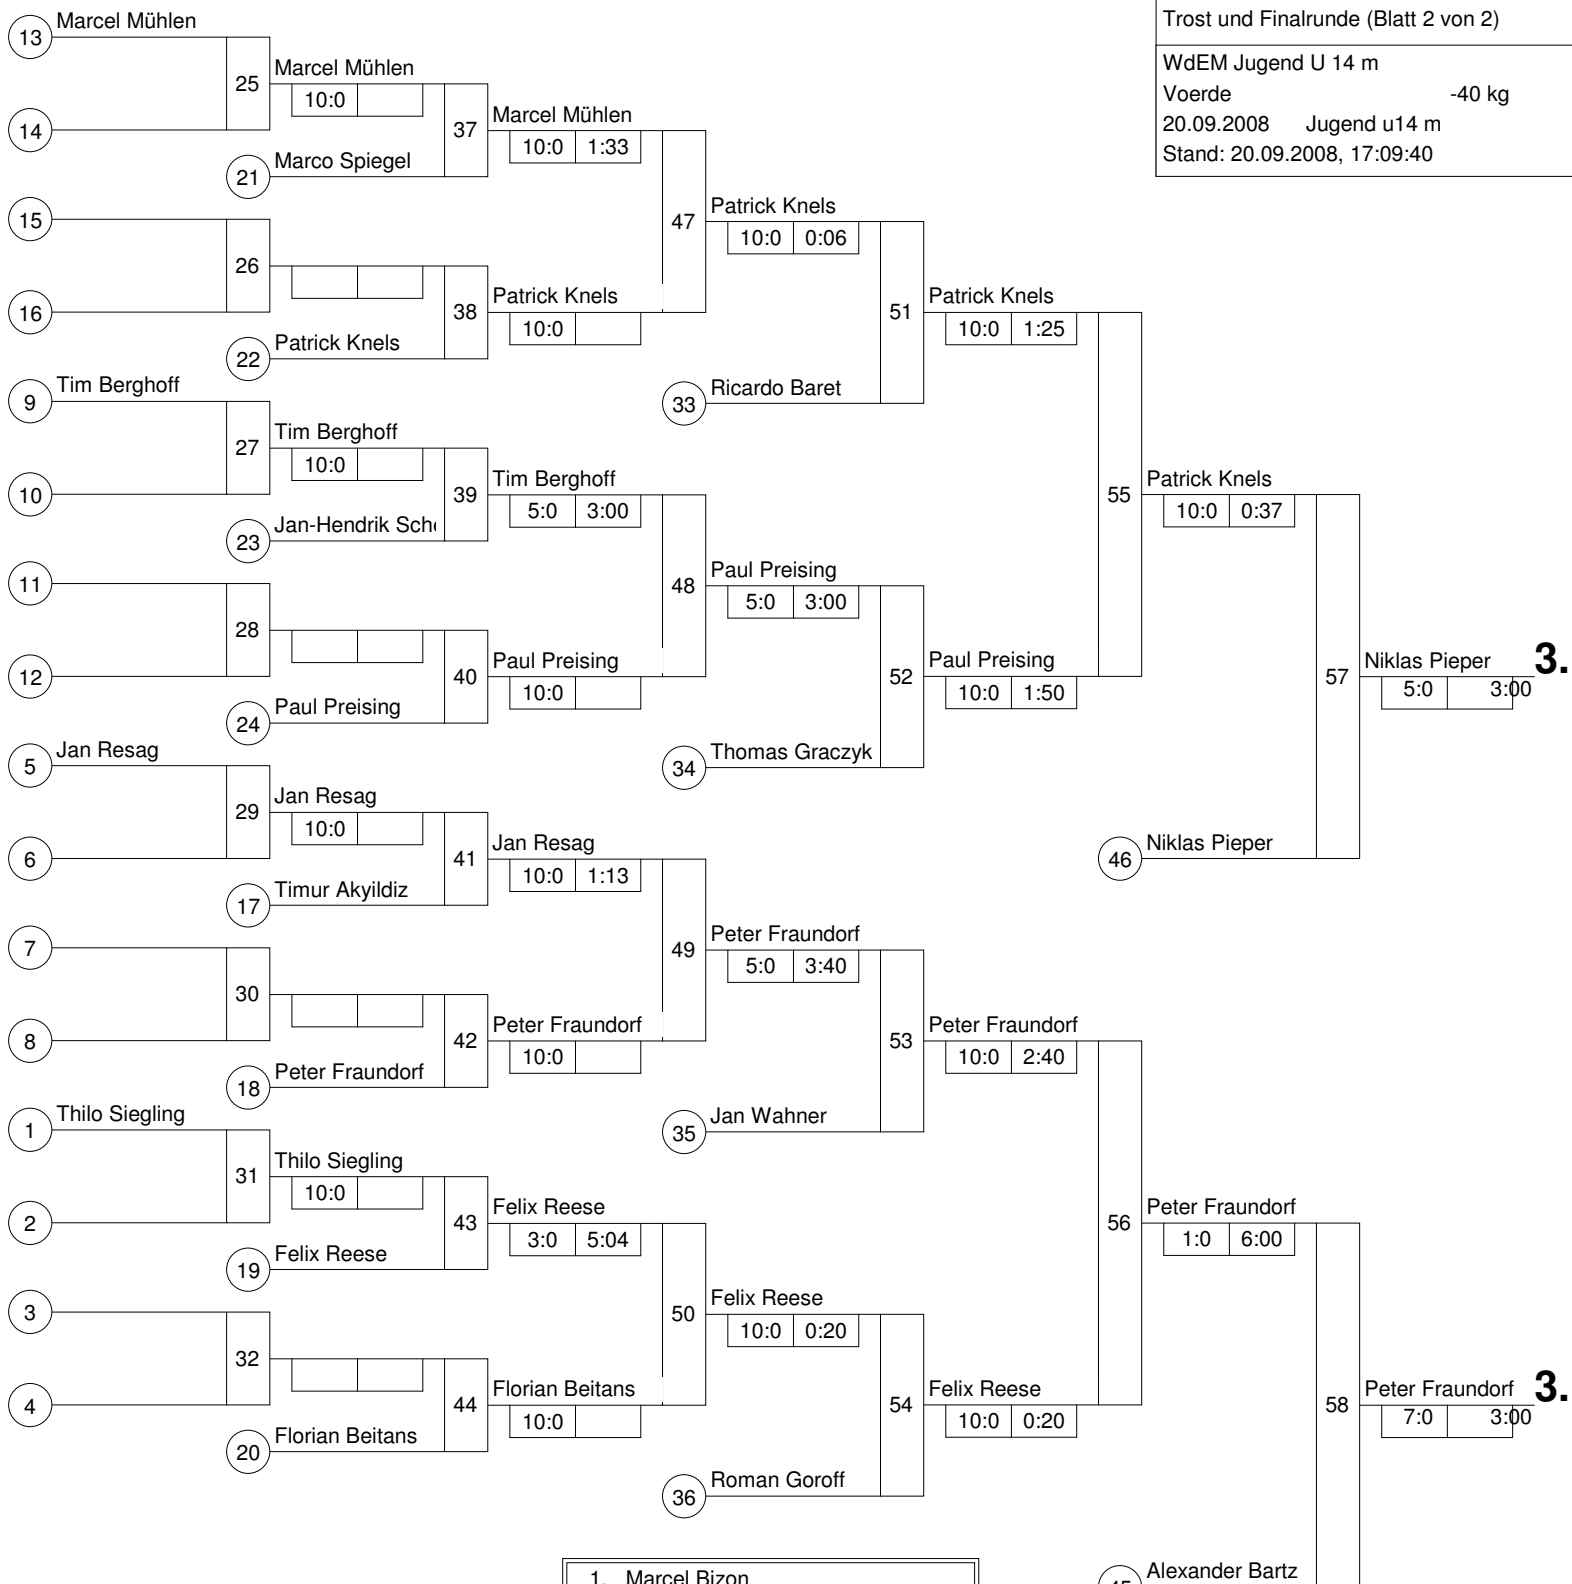 Trost und Finalrunde (Blatt 2 von 2)
WdEM Jugend U 14 m
Voerde -40 kg
20.09.2008 Jugend u14 m
Stand: 20.09.2008, 17:09:40
13 Marcel Mühlen
14
25 Marcel Mühlen
10:0
21 Marco Spiegel
37 Marcel Mühlen
10:0 1:33
15
16
26
22 Patrick Knels
38 Patrick Knels
10:0
47 Patrick Knels
10:0 0:06
33 Ricardo Baret
51 Patrick Knels
10:0 1:25
9 Tim Berghoff
10
27 Tim Berghoff
10:0
23 Jan-Hendrik
39 Tim Berghoff
5:0 3:00
11
12
28
24 Paul Preising
40 Paul Preising
10:0
48 Paul Preising
5:0 3:00
34 Thomas Graczyk
52 Paul Preising
10:0 1:50
55 Patrick Knels
10:0 0:37
46 Niklas Pieper
57 Niklas Pieper 3.
5:0 3:00
5 Jan Resag
6
29 Jan Resag
10:0
17 Timur Akyildiz
41 Jan Resag
10:0 1:13
7
8
30
18 Peter Fraundorf
42 Peter Fraundorf
10:0
49 Peter Fraundorf
5:0 3:40
35 Jan Wahner
53 Peter Fraundorf
10:0 2:40
1 Thilo Siegling
2
31 Thilo Siegling
10:0
19 Felix Reese
43 Felix Reese
3:0 5:04
3
4
32
20 Florian Beitans
44 Florian Beitans
10:0
50 Felix Reese
10:0 0:20
36 Roman Goroff
54 Felix Reese
10:0 0:20
56 Peter Fraundorf
1:0 6:00
45 Alexander Bartz
58 Peter Fraundorf 3.
7:0 3:00
1. Marcel Bizon